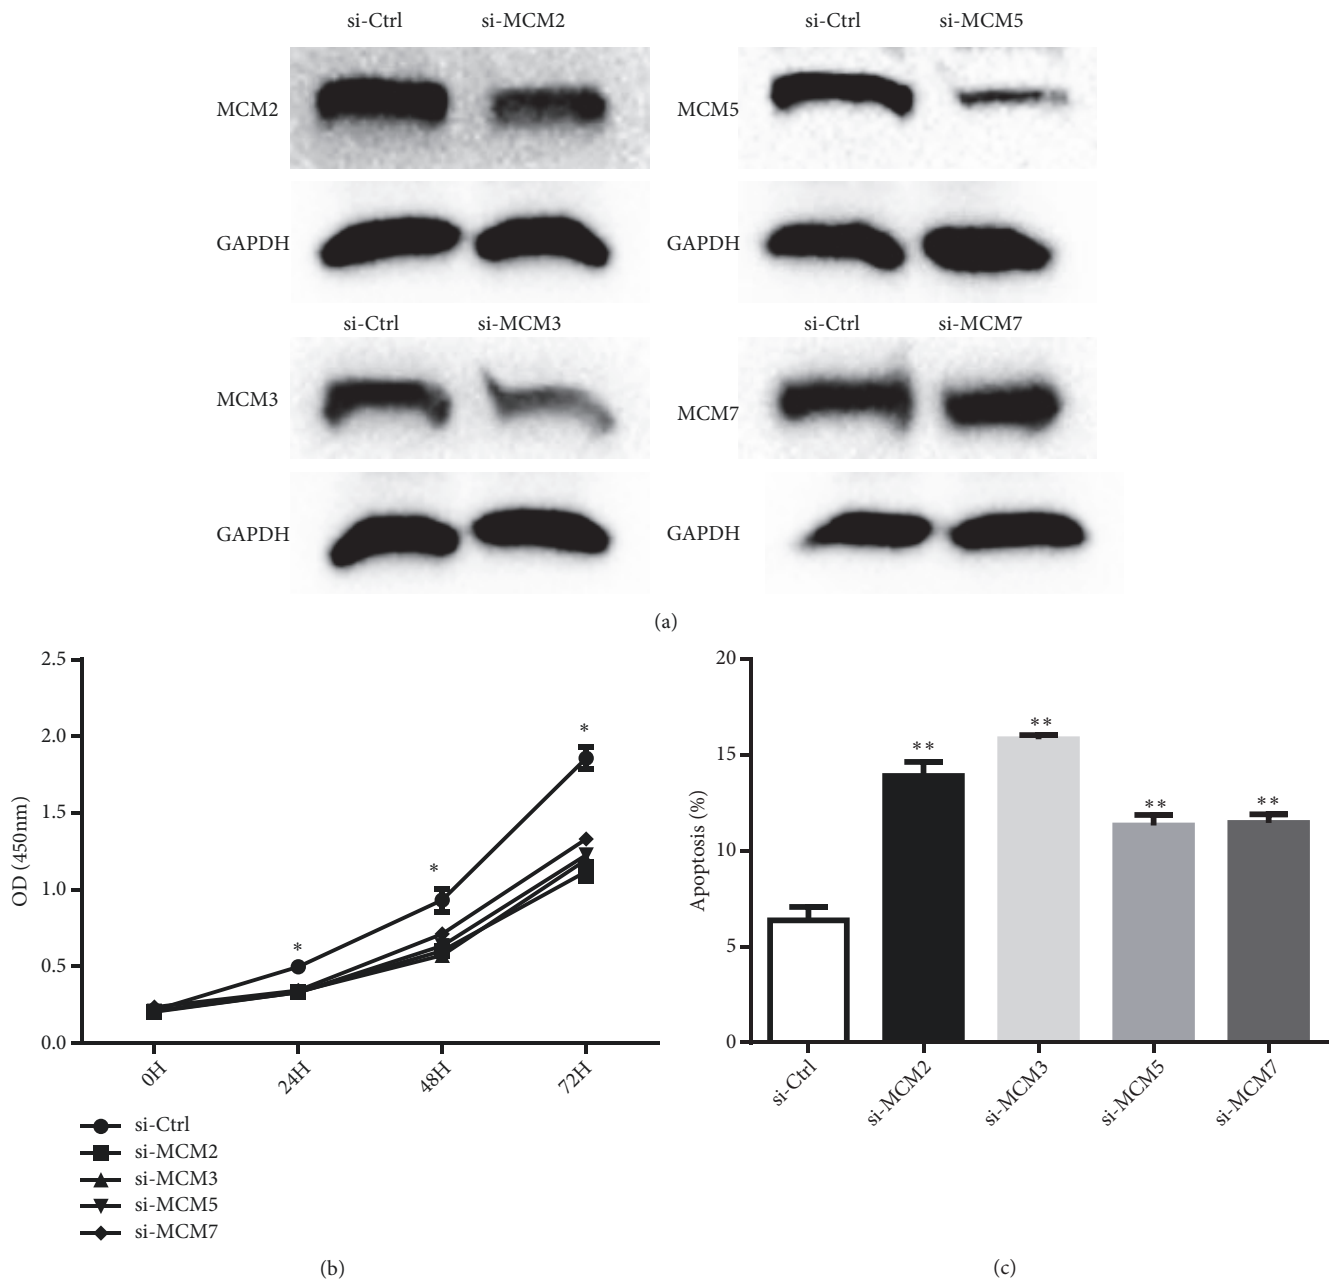 si-Ctrl si-MCM2
MCM2
GAPDH
si-Ctrl si-MCM5
MCM5
GAPDH
si-Ctrl si-MCM3
MCM3
GAPDH
si-Ctrl si-MCM7
MCM7
GAPDH
(a)
OD (450nm)
2.5
2.0
1.5
1.0
0.5
0.0
*
*
*
0H 24H 48H 72H
si-Ctrl
si-MCM2
si-MCM3
si-MCM5
si-MCM7
(b)
Apoptosis (%)
20
15
10
5
0
**
**
**
**
si-Ctrl si-MCM2 si-MCM3 si-MCM5 si-MCM7
(c)